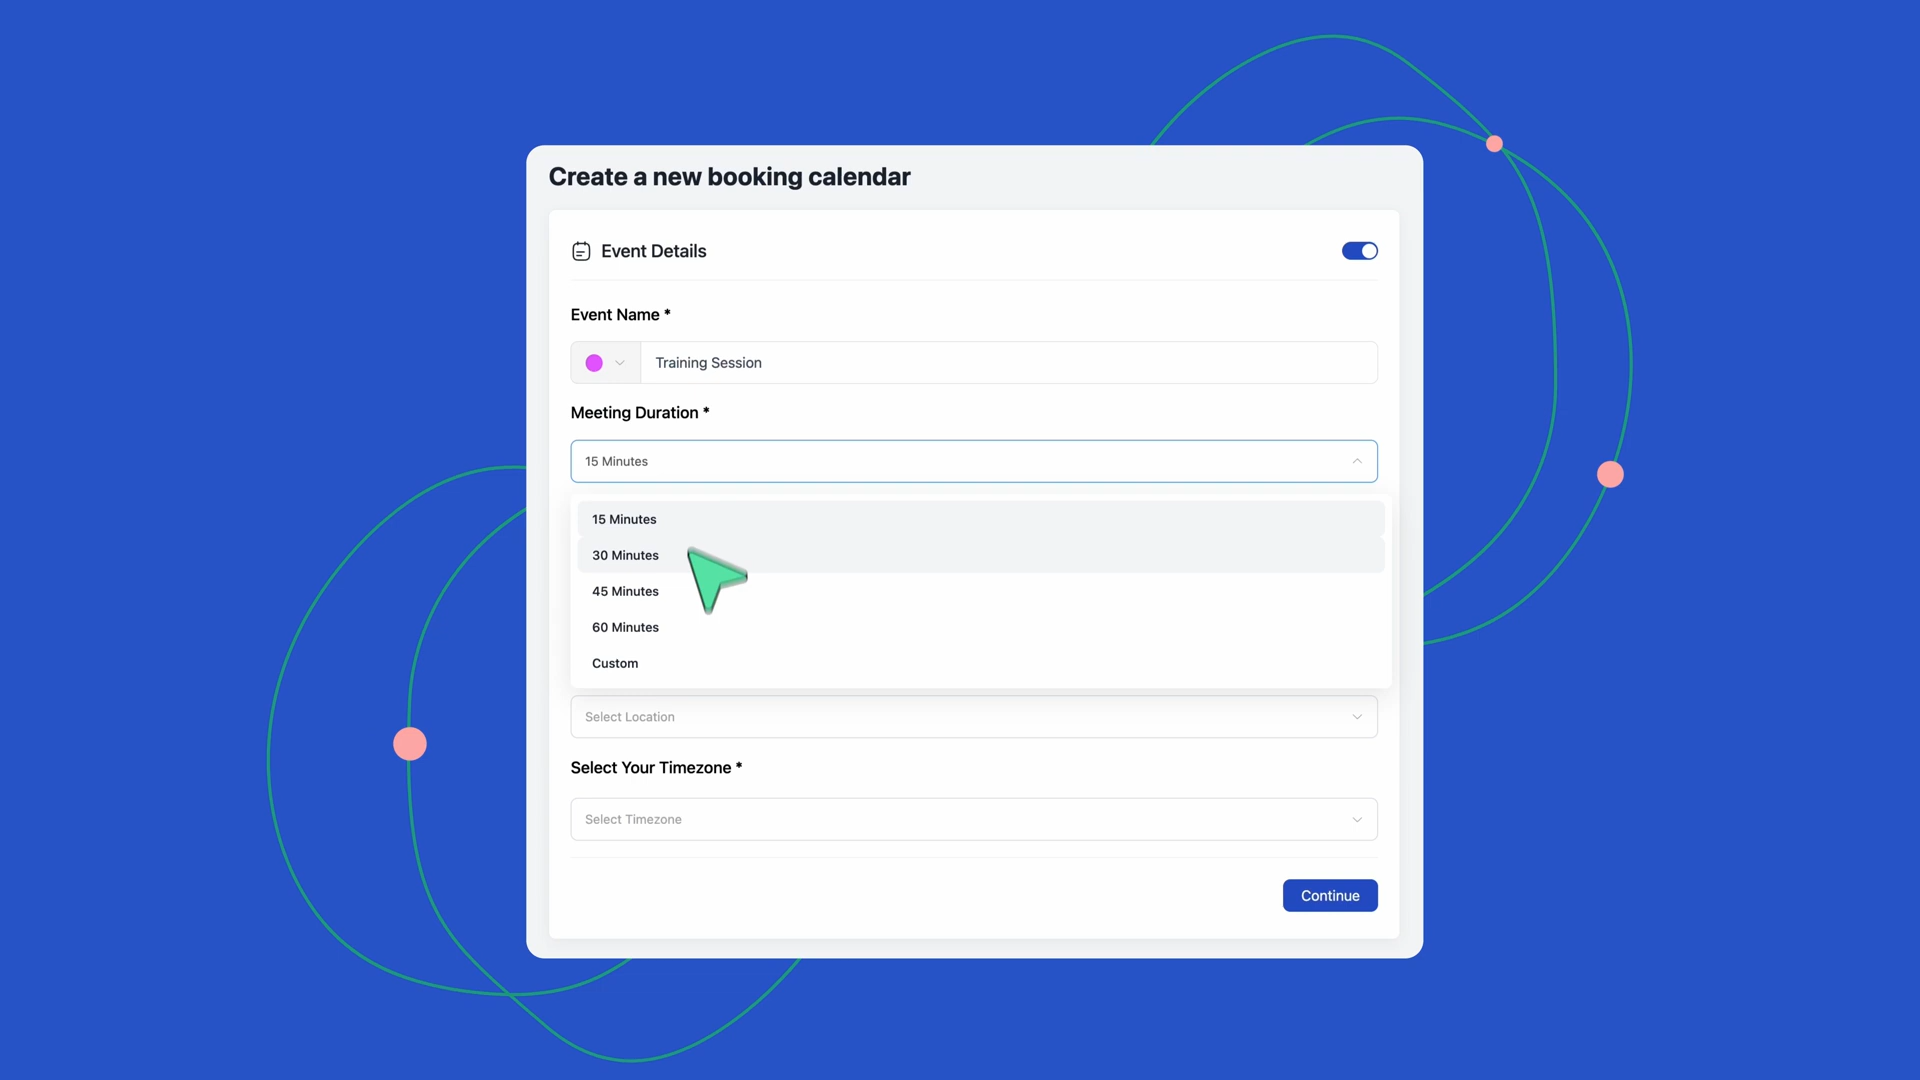 Create a new booking calendar
Event Details
Event Name *
Training Session
Meeting Duration *
15 Minutes
15 Minutes
30 Minutes
45 Minutes
60 Minutes
Custom
Select Location
Select Your Timezone *
Select Timezone
Continue